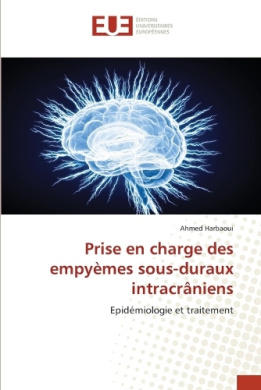 EUE
ÉDITIONS
UNIVERSITAIRES
EUROPÉENNES
Ahmed Harbaoui
Prise en charge des
empyèmes sous-duraux
intracrâniens
Epidémiologie et traitement